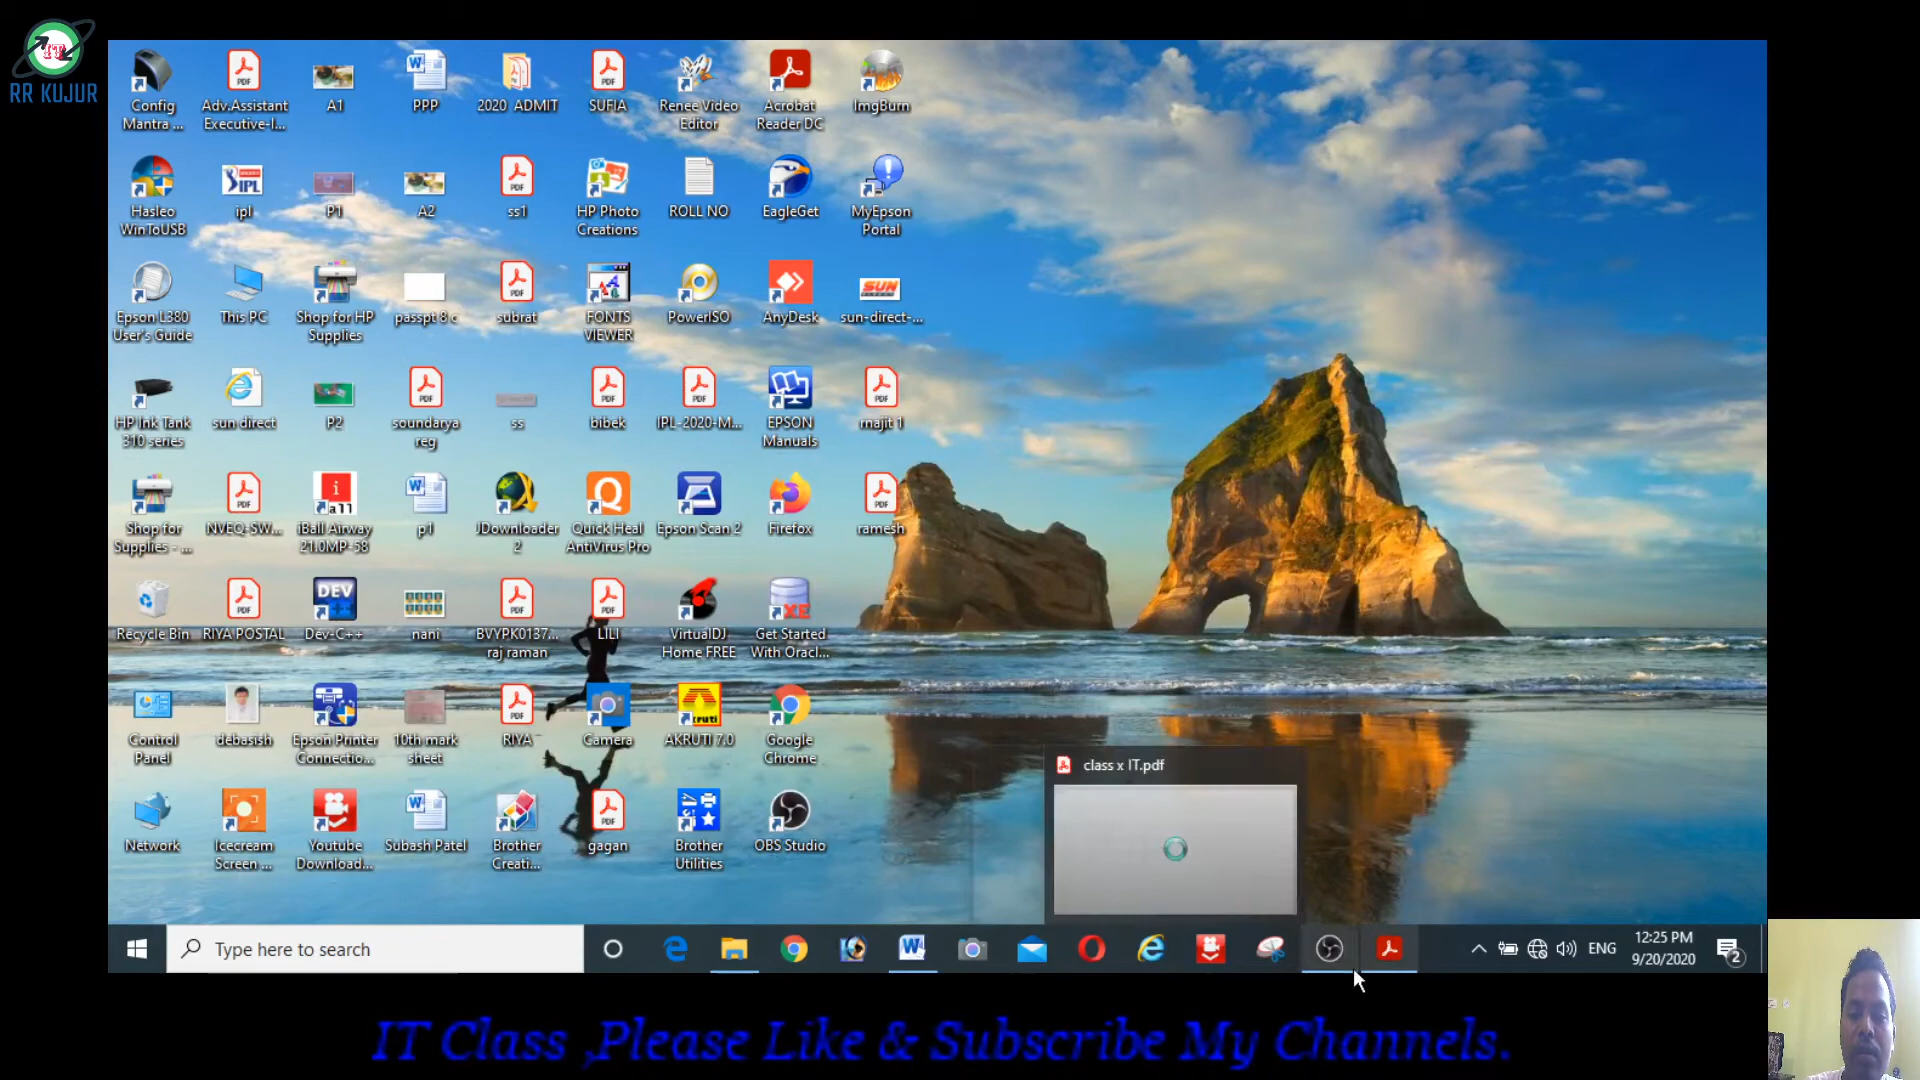 IT
RR KUJUR
Config
Mantra ...
Adv.Assistant
Executive-I...
A1
PPP
2020 ADMIT
SUFIA
Renee Video
Editor
Acrobat
Reader DC
ImgBurn
Hasleo
WinToUSB
ipl
P1
A2
ss1
HP Photo
Creations
ROLL NO
EagleGet
MyEpson
Portal
Epson L380
User's Guide
This PC
Shop for HP
Supplies
passpt 8 c
subrat
FONTS
VIEWER
PowerISO
AnyDesk
sun-direct-...
HP Ink Tank
310 series
sun direct
P2
soundarya
reg
ss
bibek
IPL-2020-M...
EPSON
Manuals
rnajit 1
Shop for
Supplies - ...
NVEQ-SW...
iBall Airway
21.0MP-58
p1
JDownloader
2
Quick Heal
AntiVirus Pro
Epson Scan 2
Firefox
ramesh
Recycle Bin
RIYA POSTAL
Dev-C++
nani
BVYPK0137...
raj raman
LILI
VirtualDJ
Home FREE
Get Started
With Oracl...
Control
Panel
debasish
Epson Printer
Connectio...
10th mark
sheet
RIYA
Camera
AKRUTI 7.0
Google
Chrome
Network
Icecream
Screen ...
Youtube
Download...
Subash Patel
Brother
Creati...
gagan
Brother
Utilities
OBS Studio
class x IT.pdf
Type here to search
ENG
12:25 PM
9/20/2020
2
IT Class ,Please Like & Subscribe My Channels.